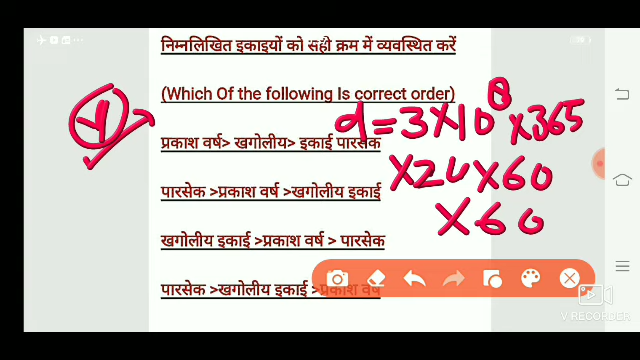 निम्नलिखित इकाइयों को सही क्रम में व्यवस्थित करें
(Which Of the following Is correct order)
प्रकाश वर्ष> खगोलीय> इकाई पारसेक
पारसेक >प्रकाश वर्ष >खगोलीय इकाई
खगोलीय इकाई >प्रकाश वर्ष > पारसेक
पारसेक >खगोलीय इकाई >प्रकाश वर्ष
d=3×10⁸×365
×24×60
×60
V RECORDER